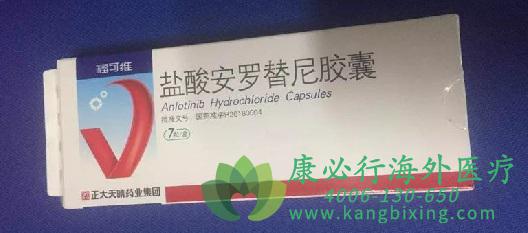 福可维
盐酸安罗替尼胶囊
Anlotinib Hydrochloride Capsules
批准文号:国药准字H20180004
7粒/盒
正大天晴药业集团
康必行海外医疗
4006-130-650
www.kangbixing.com